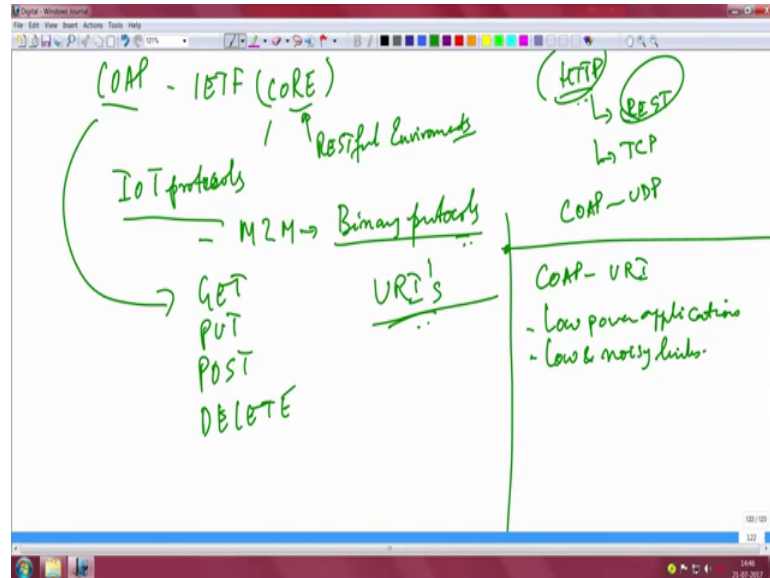 Digital - Windows Journal
File Edit View Insert Actions Tools Help
121%
COAP - IETF (CORE)
RESTful Enviroments
IoT protocols
- M2M → Binary protocols
GET
PUT
POST
DELETE
URI's
(HTTP)
↳ REST
↳ TCP
COAP - UDP
COAP - URI
- Low power applications
- Low & noisy links.
122 / 123
122
14:46
21-07-2017